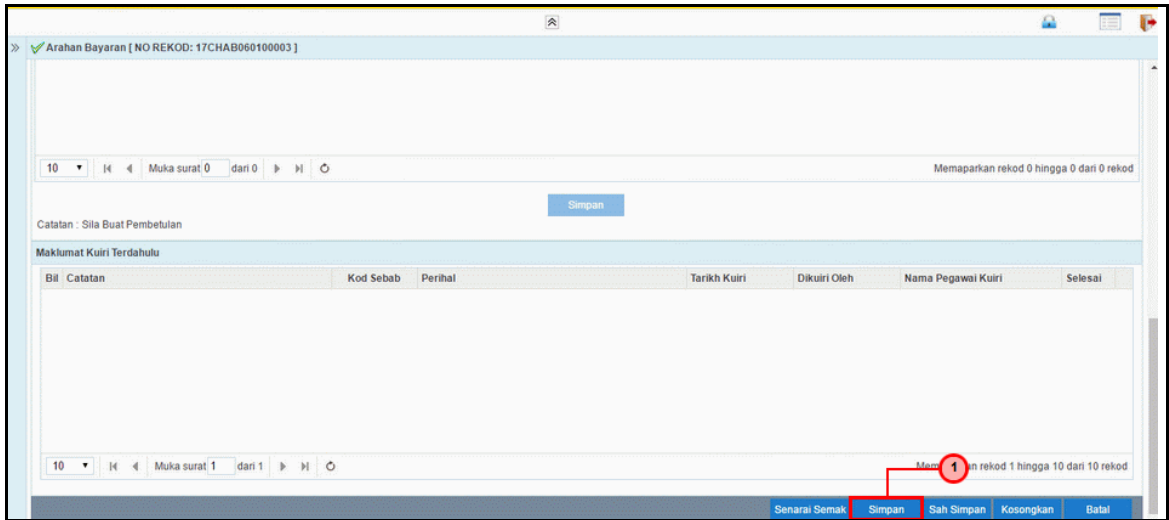 Arahan Bayaran [ NO REKOD: 17CHAB060100003 ]
10 Muka surat 0 dari 0 Memaparkan rekod 0 hingga 0 dari 0 rekod
Simpan
Catatan : Sila Buat Pembetulan
Maklumat Kuiri Terdahulu
Bil Catatan Kod Sebab Perihal Tarikh Kuiri Dikuiri Oleh Nama Pegawai Kuiri Selesai
10 Muka surat 1 dari 1 1 rekod 1 hingga 10 dari 10 rekod
Senarai Semak Simpan Sah Simpan Kosongkan Batal